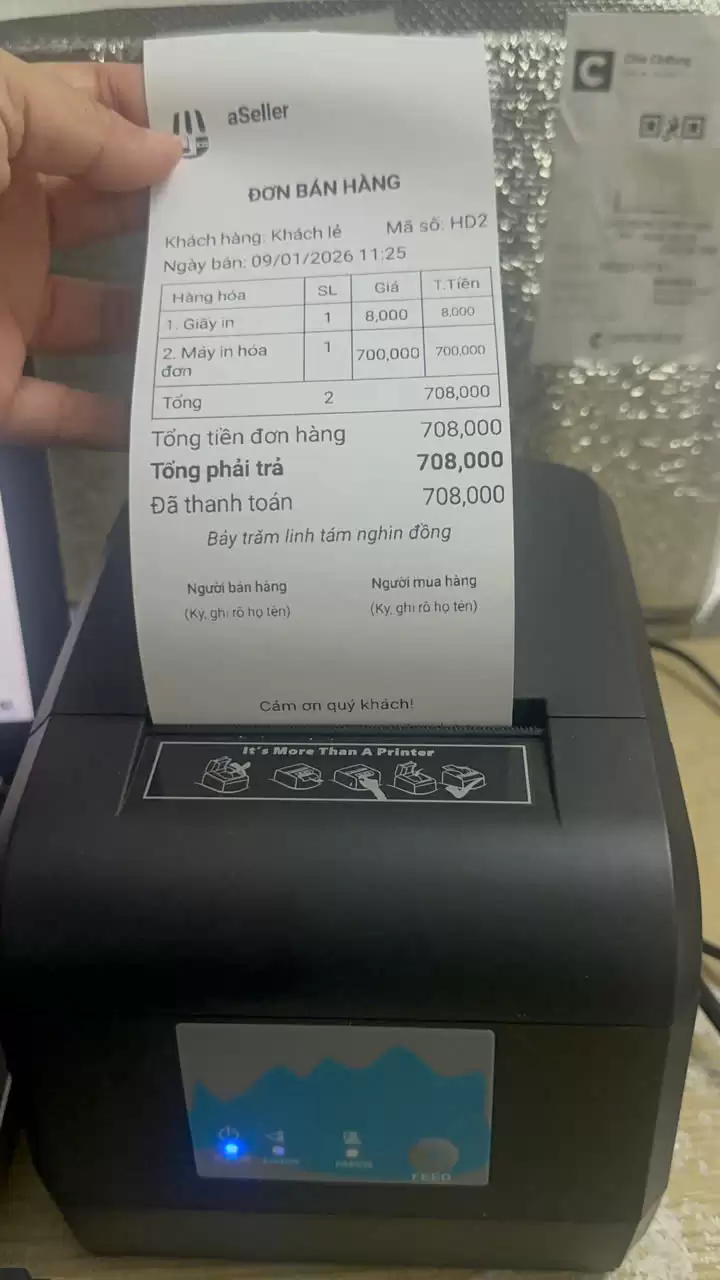 aSeller
ĐƠN BÁN HÀNG
Khách hàng: Khách lẻ Mã số: HD2
Ngày bán: 09/01/2026 11:25
Hàng hóa SL Giá T.Tiền
1. Giấy in 1 8,000 8,000
2. Máy in hóa đơn 1 700,000 700,000
Tổng 2 708,000
Tổng tiền đơn hàng 708,000
Tổng phải trả 708,000
Đã thanh toán 708,000
Bảy trăm linh tám nghìn đồng
Người bán hàng Người mua hàng
(Ký, ghi rõ họ tên) (Ký, ghi rõ họ tên)
Cảm ơn quý khách!
It's More Than A Printer
FEED